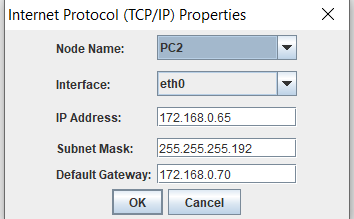 Internet Protocol (TCP/IP) Properties
Node Name: PC2
Interface: eth0
IP Address: 172.168.0.65
Subnet Mask: 255.255.255.192
Default Gateway: 172.168.0.70
OK Cancel